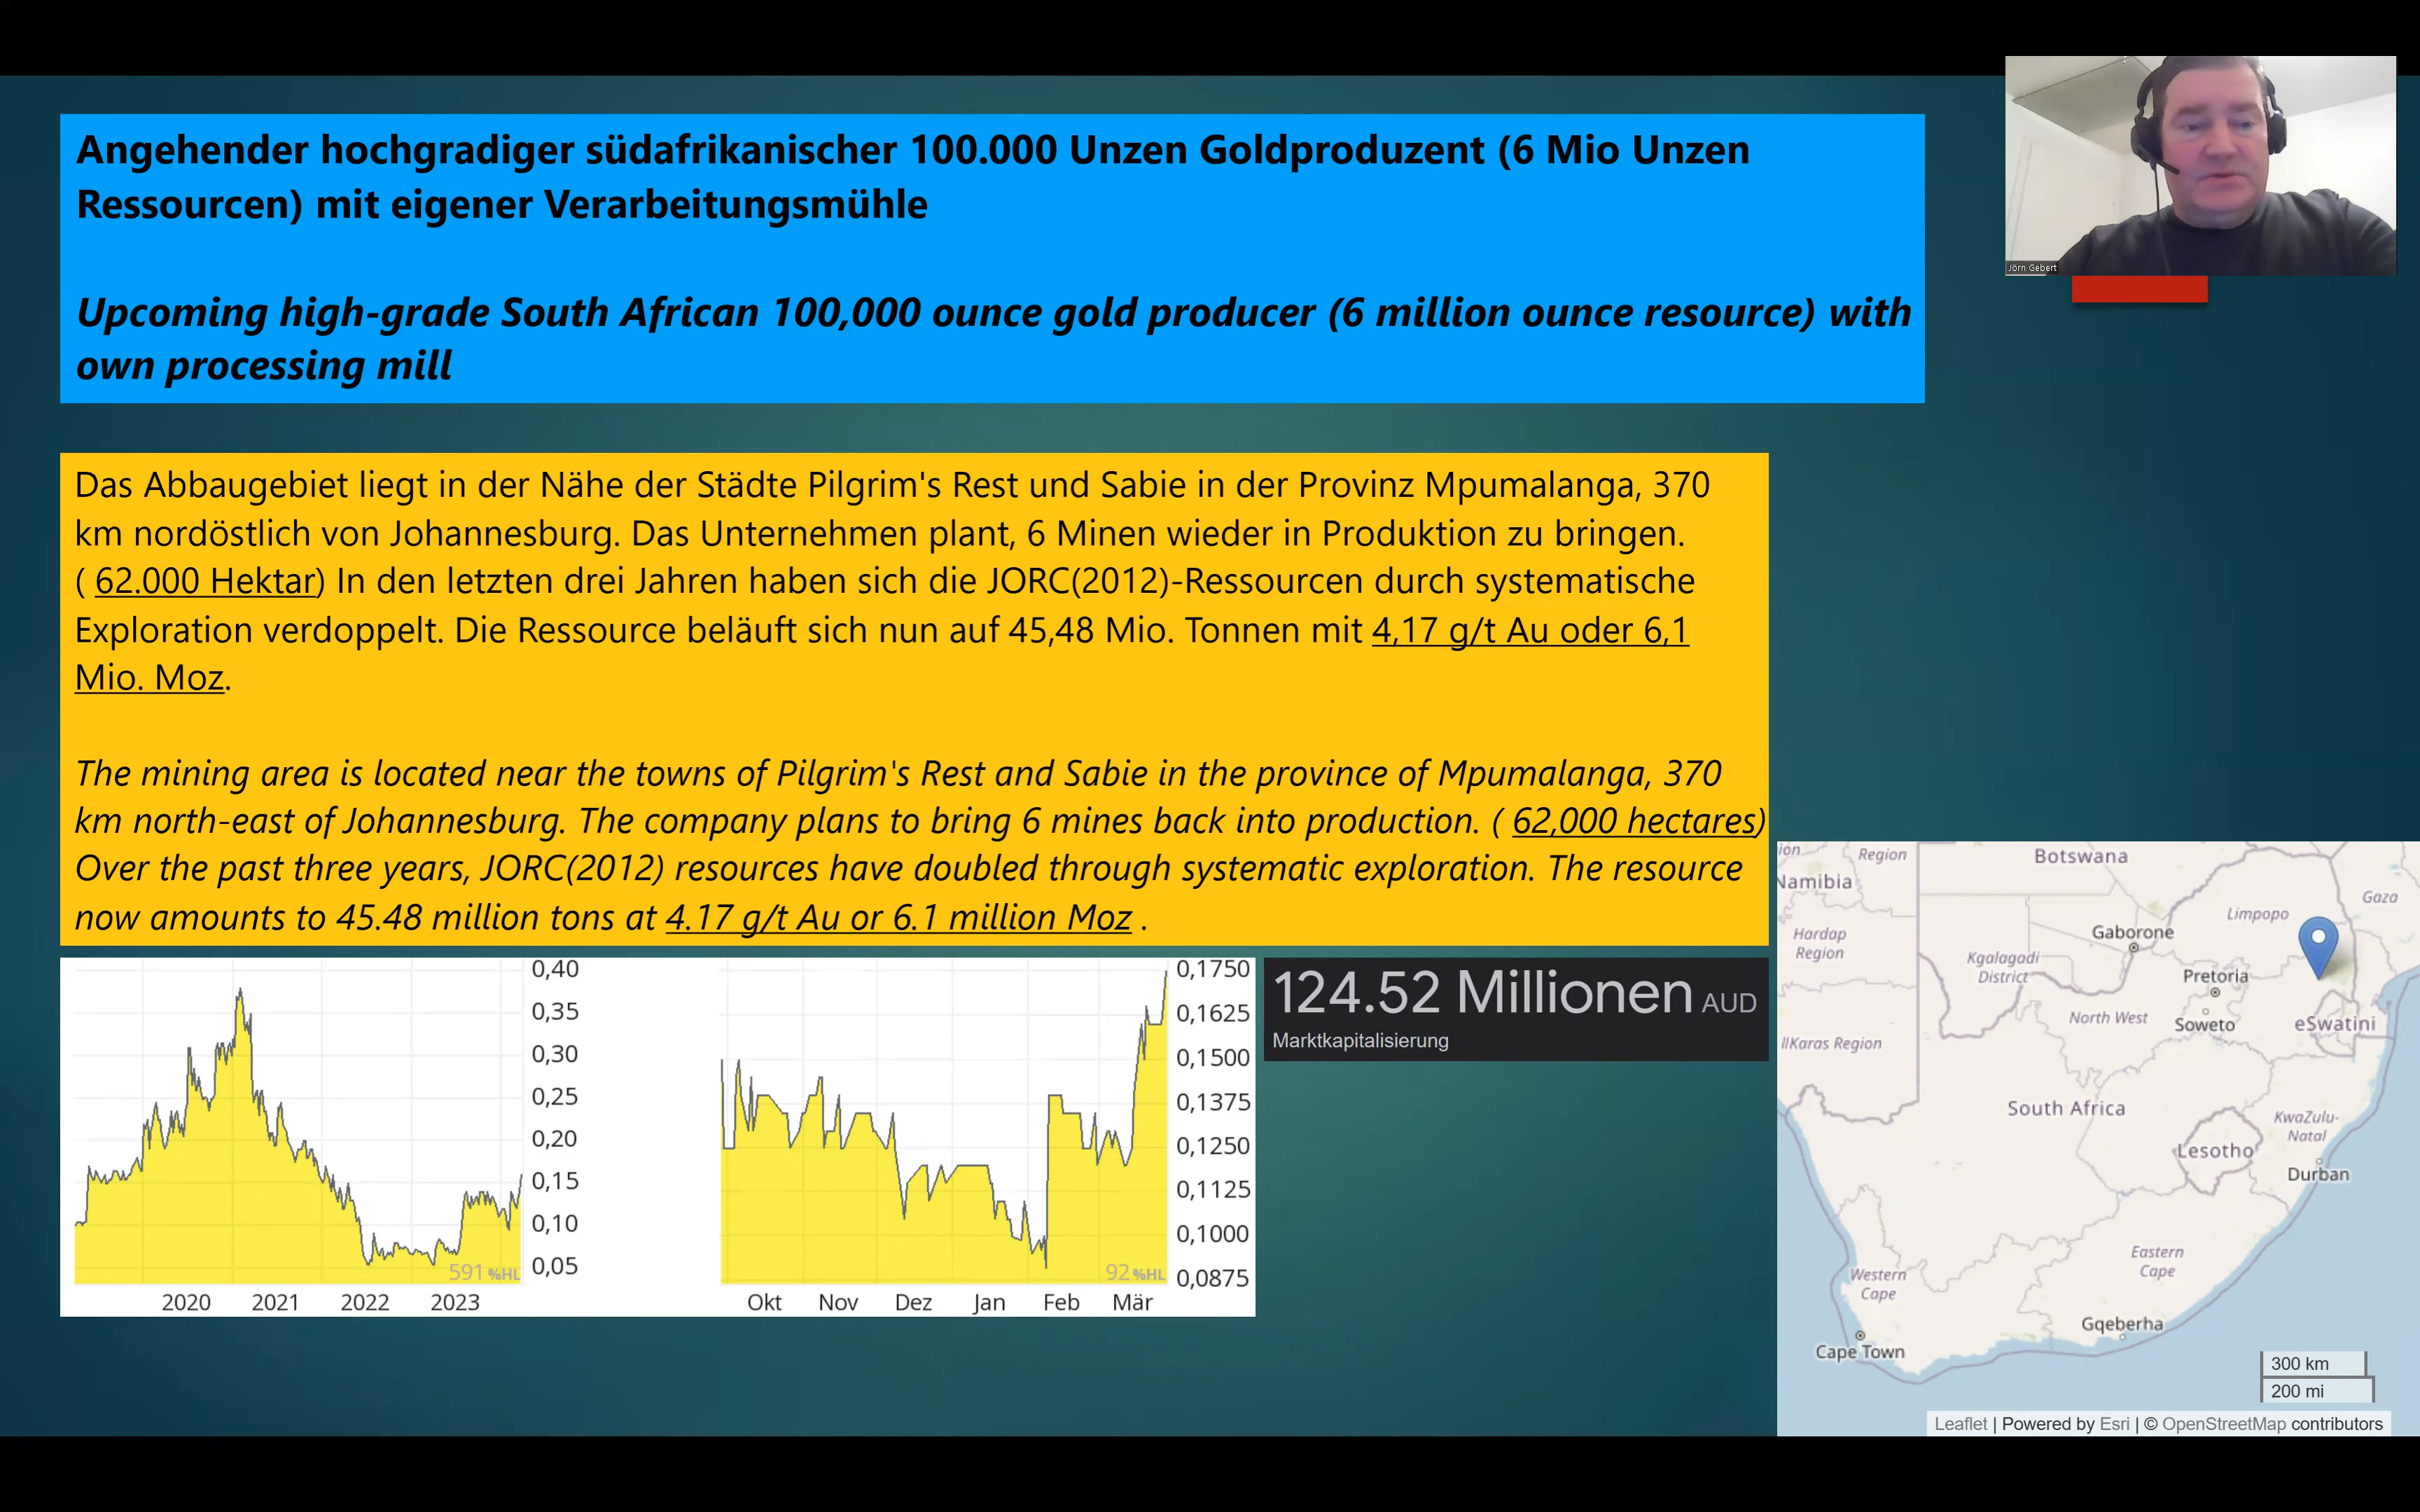 Angehender hochgradiger südafrikanischer 100.000 Unzen Goldproduzent (6 Mio Unzen
Ressourcen) mit eigener Verarbeitungsmühle
Upcoming high-grade South African 100,000 ounce gold producer (6 million ounce resource) with
own processing mill
Jörn Gebert
Das Abbaugebiet liegt in der Nähe der Städte Pilgrim's Rest und Sabie in der Provinz Mpumalanga, 370
km nordöstlich von Johannesburg. Das Unternehmen plant, 6 Minen wieder in Produktion zu bringen.
( 62.000 Hektar) In den letzten drei Jahren haben sich die JORC(2012)-Ressourcen durch systematische
Exploration verdoppelt. Die Ressource beläuft sich nun auf 45,48 Mio. Tonnen mit 4,17 g/t Au oder 6,1
Mio. Moz.
The mining area is located near the towns of Pilgrim's Rest and Sabie in the province of Mpumalanga, 370
km north-east of Johannesburg. The company plans to bring 6 mines back into production. ( 62,000 hectares)
Over the past three years, JORC(2012) resources have doubled through systematic exploration. The resource
now amounts to 45.48 million tons at 4.17 g/t Au or 6.1 million Moz .
0,40
0,35
0,30
0,25
0,20
0,15
0,10
0,05
591 %HL
2020 2021 2022 2023
0,1750
0,1625
0,1500
0,1375
0,1250
0,1125
0,1000
0,0875
92 %HL
Okt Nov Dez Jan Feb Mär
124.52 Millionen AUD
Marktkapitalisierung
ion
Region
Botswana
Namibia
Gaza
Limpopo
Hardap
Region
Gaborone
Kgalagadi
District
Pretoria
North West
Soweto
eSwatini
llKaras Region
South Africa
KwaZulu-
Natal
Lesotho
Durban
Eastern
Cape
Western
Cape
Gqeberha
Cape Town
300 km
200 mi
Leaflet | Powered by Esri | © OpenStreetMap contributors